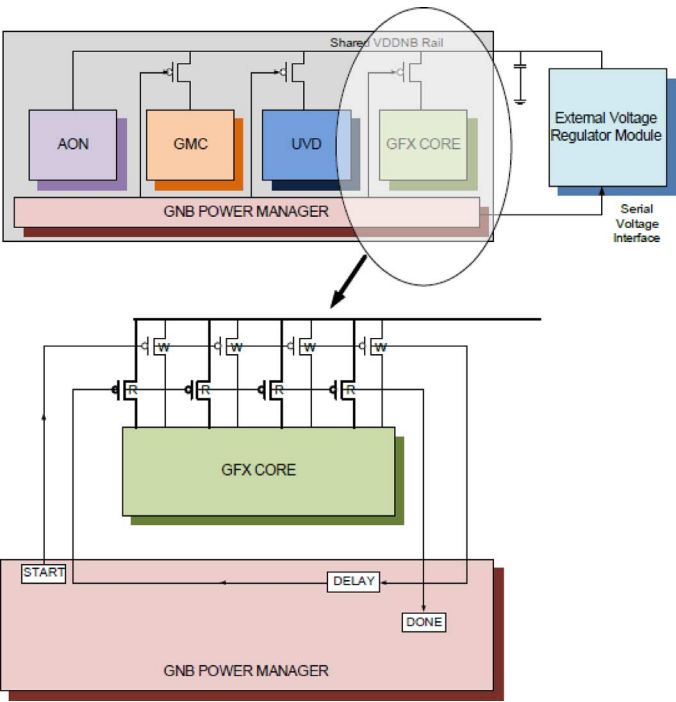 Shared VDDNB Rail
AON
GMC
UVD
GFX CORE
External Voltage
Regulator Module
GNB POWER MANAGER
Serial
Voltage
Interface
W W W W
R R R R
GFX CORE
START
DELAY
DONE
GNB POWER MANAGER